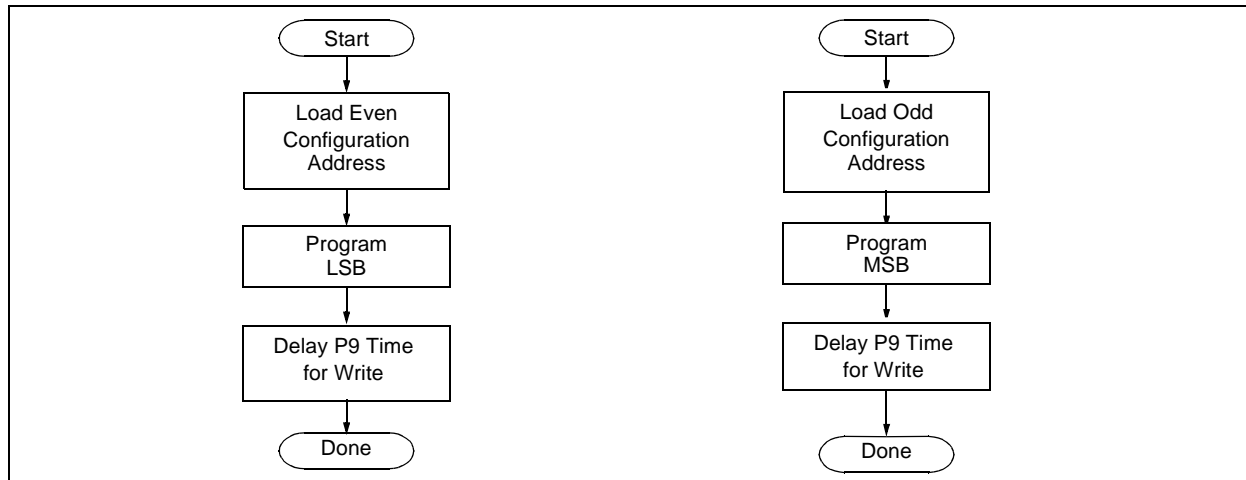 Start
Load Even
Configuration
Address
Program
LSB
Delay P9 Time
for Write
Done
Start
Load Odd
Configuration
Address
Program
MSB
Delay P9 Time
for Write
Done